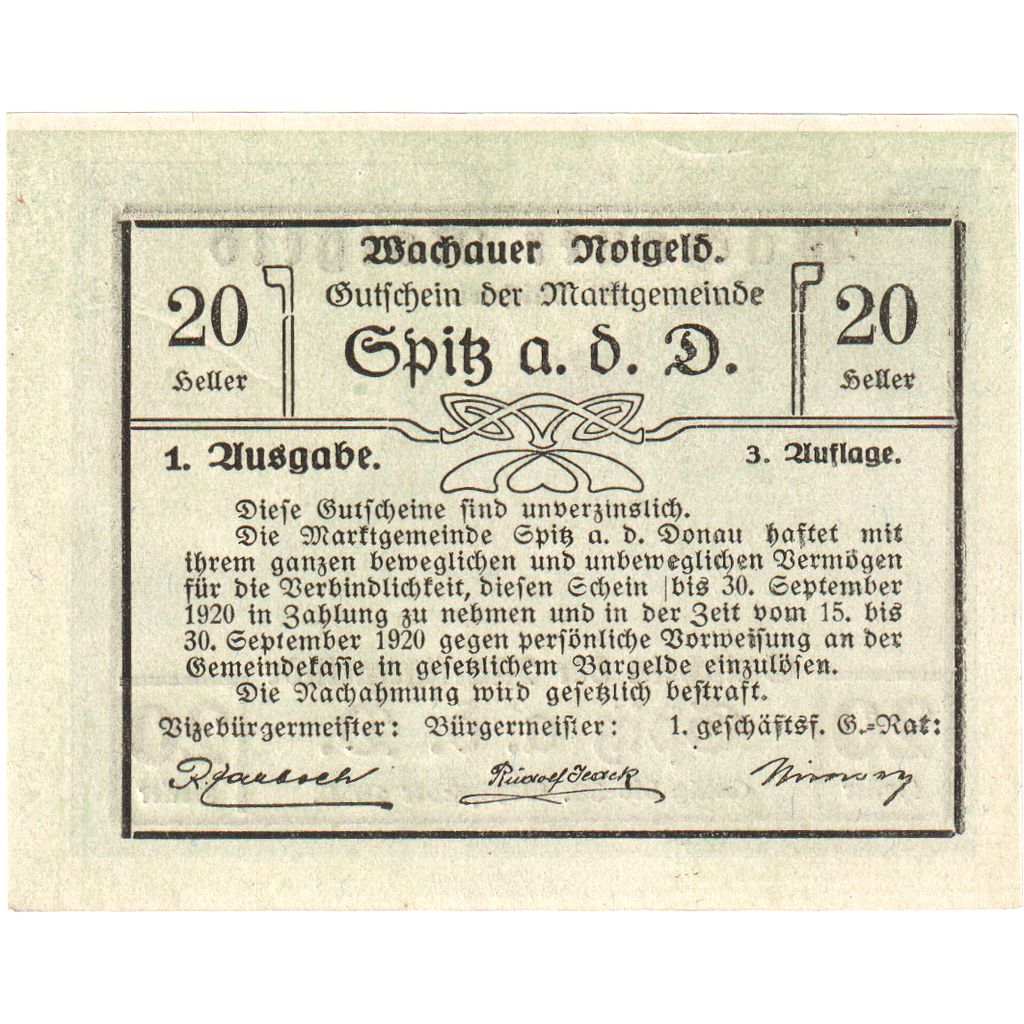 Wachauer Notgeld.
20 Heller
Gutschein der Marktgemeinde
Spitz a. d. D.
20 Heller
1. Ausgabe.
3. Auflage.
Diese Gutscheine sind unverzinslich.
Die Marktgemeinde Spitz a. d. Donau haftet mit
ihrem ganzen beweglichen und unbeweglichen Vermögen
für die Verbindlichkeit, diesen Schein bis 30. September
1920 in Zahlung zu nehmen und in der Zeit vom 15. bis
30. September 1920 gegen persönliche Vorweisung an der
Gemeindekasse in gesetzlichem Bargelde einzulösen.
Die Nachahmung wird gesetzlich bestraft.
Vizebürgermeister: Bürgermeister: 1. geschäftsf. G.-Rat:
Rudolf